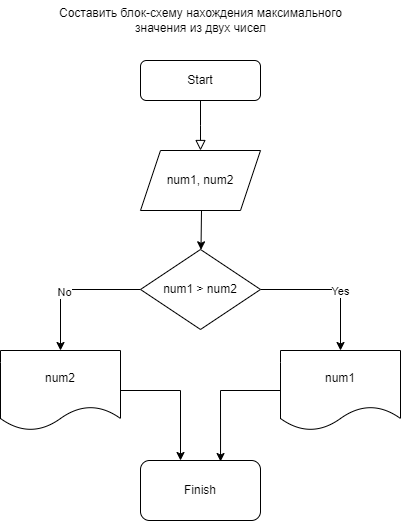 Составить блок-схему нахождения максимального
значения из двух чисел
Start
num1, num2
num1 > num2
No
Yes
num2
num1
Finish